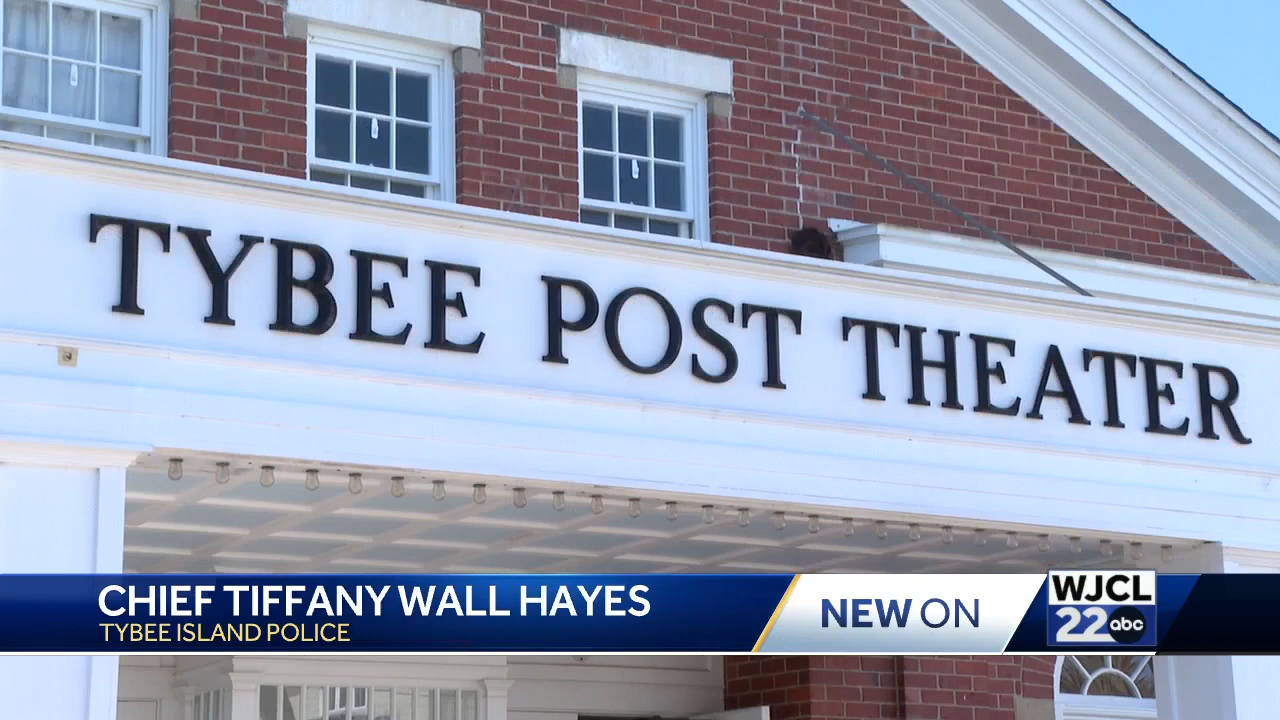 TYBEE POST THEATER
CHIEF TIFFANY WALL HAYES
TYBEE ISLAND POLICE
NEW ON
WJCL
22 abc